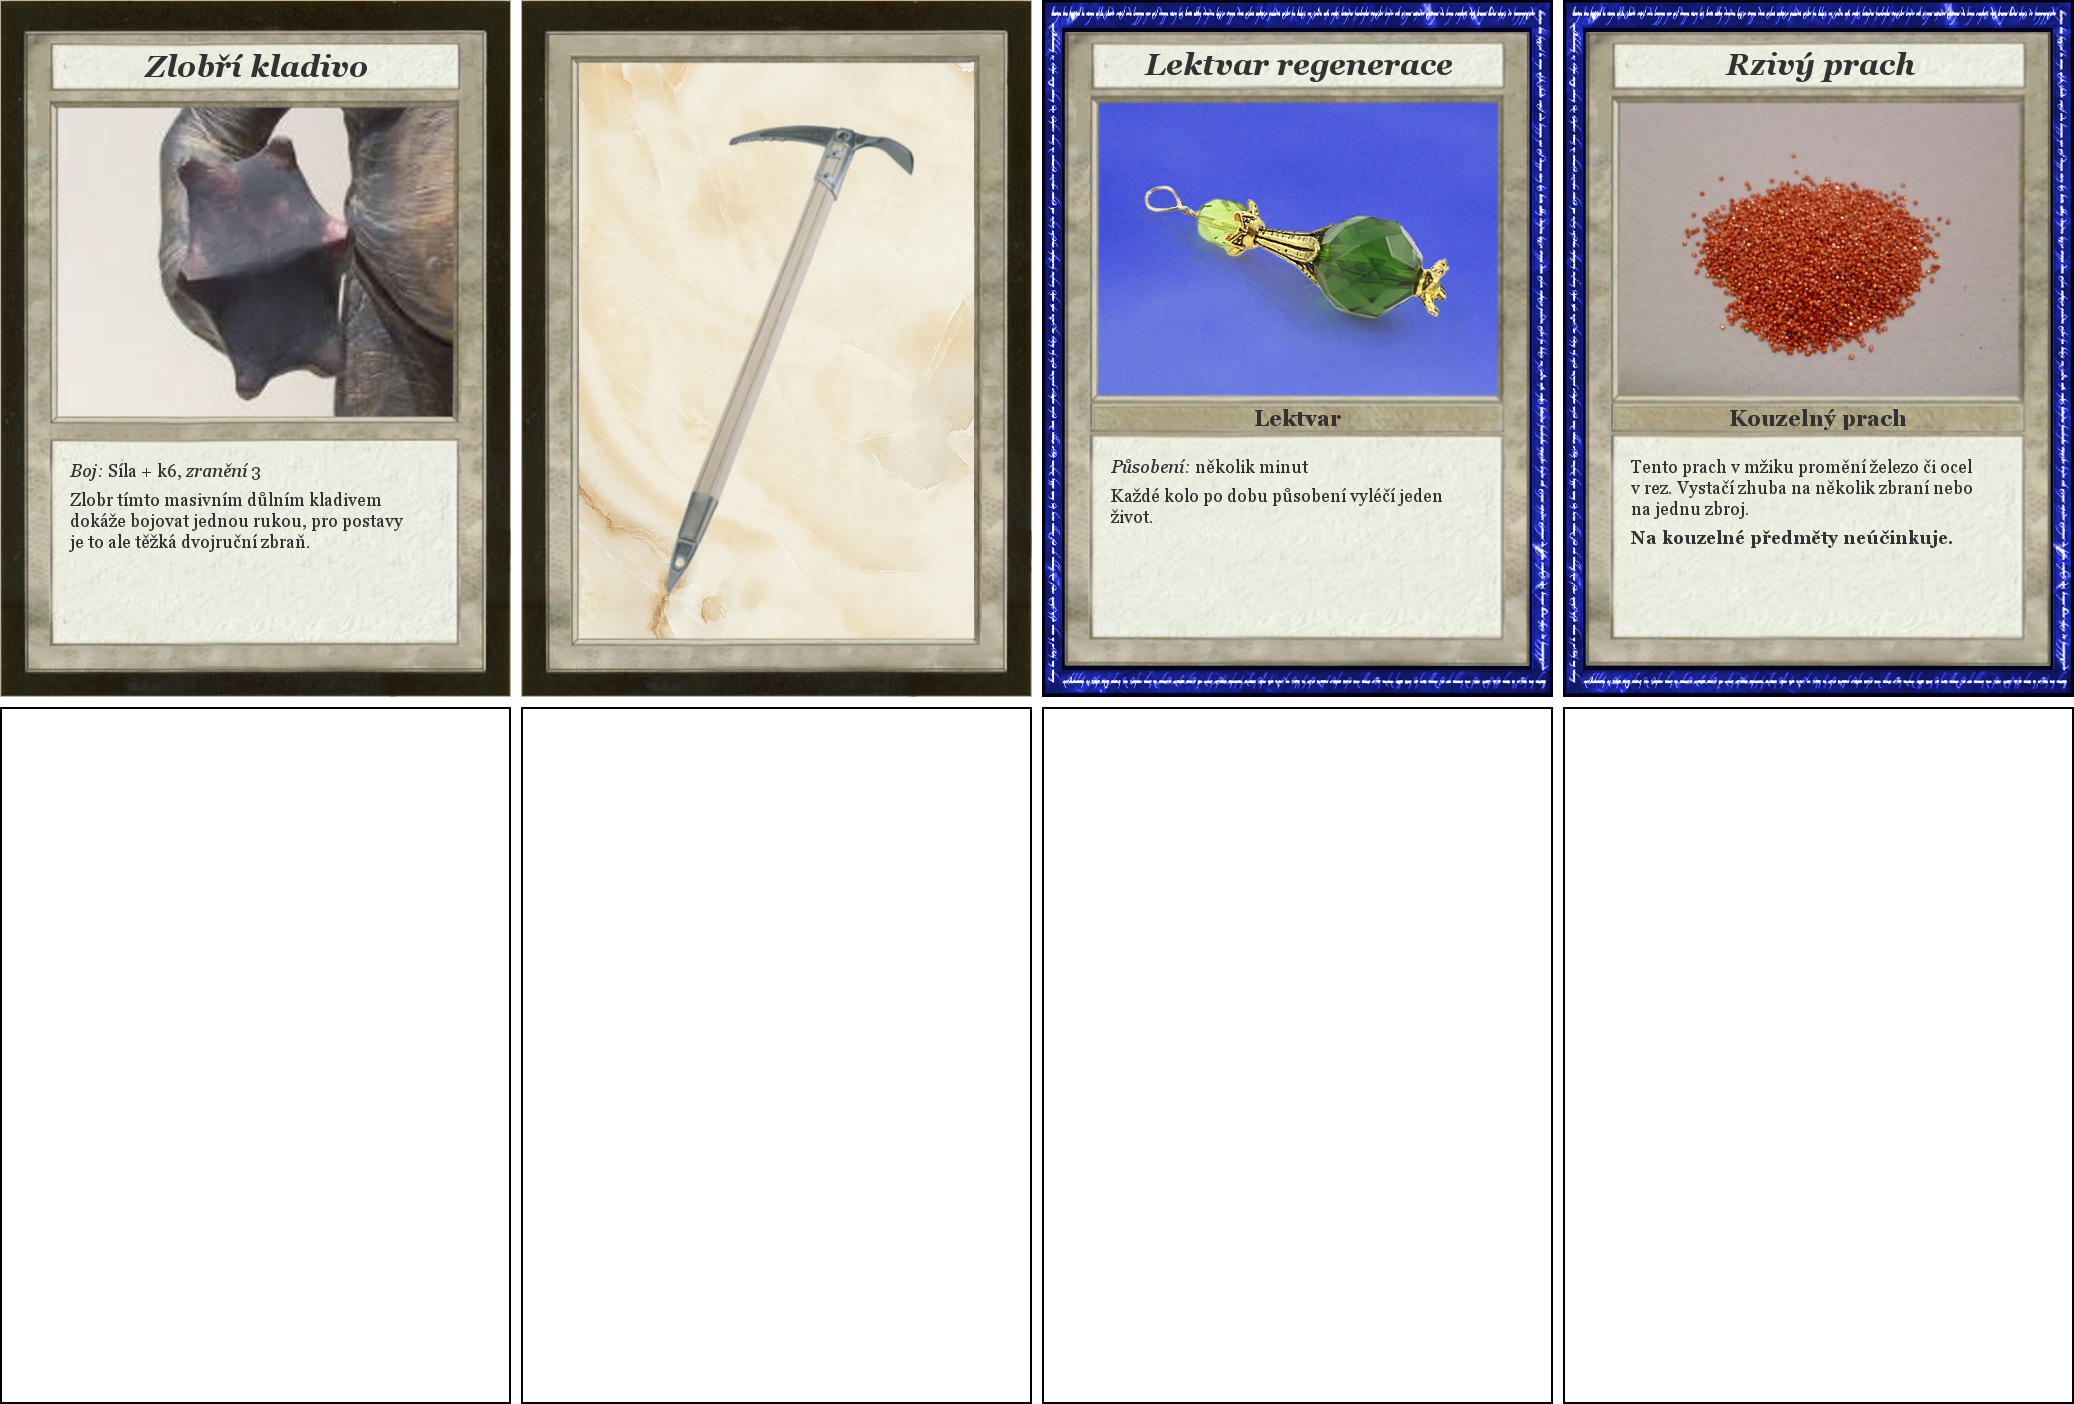 Zlobří kladivo
Boj: Síla + k6, zranění 3
Zlobr tímto masivním důlním kladivem
dokáže bojovat jednou rukou, pro postavy
je to ale těžká dvojruční zbraň.
Lektvar regenerace
Lektvar
Působení: několik minut
Každé kolo po dobu působení vyléčí jeden
život.
Rzivý prach
Kouzelný prach
Tento prach v mžiku promění železo či ocel
v rez. Vystačí zhuba na několik zbraní nebo
na jednu zbroj.
Na kouzelné předměty neúčinkuje.